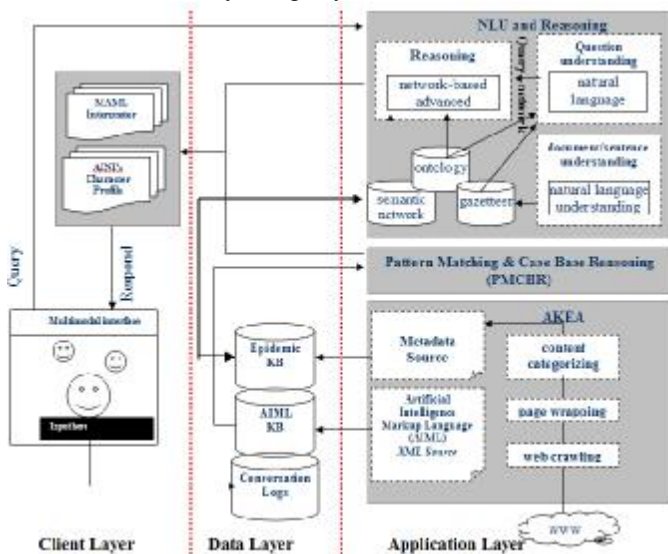 NLU and Reasoning
Reasoning
network-based
advanced
Query network
Question
understanding
natural
language
document/sentence
understanding
natural language
understanding
ontology
semantic
network
gazetteer
Character
Profile
Query
Respond
Multimodal interface
Pattern Matching & Case Base Reasoning
(PMCBR)
AKEA
Metadata
Source
content
categorizing
Artificial
Intelligence
Markup Language
(AIML)
XML Source
page wrapping
web crawling
www
Epidemic
KB
AIML
KB
Conversation
Logs
Client Layer
Data Layer
Application Layer